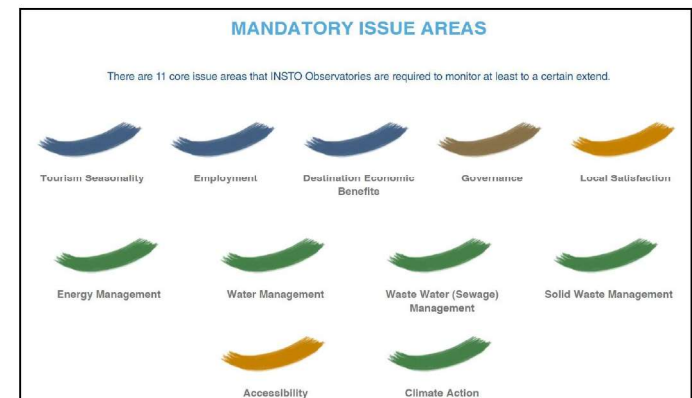 MANDATORY ISSUE AREAS
There are 11 core issue areas that INSTO Observatories are required to monitor at least to a certain extend.
Tourism Seasonality
Employment
Destination Economic
Benefits
Governance
Local Satisfaction
Energy Management
Water Management
Waste Water (Sewage)
Management
Solid Waste Management
Accessibility
Climate Action